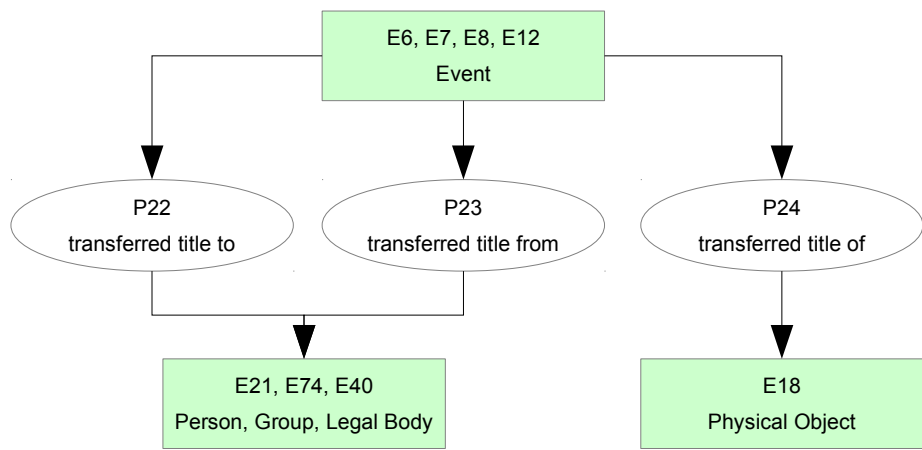 E6, E7, E8, E12
Event
P22
transferred title to
P23
transferred title from
P24
transferred title of
E21, E74, E40
Person, Group, Legal Body
E18
Physical Object